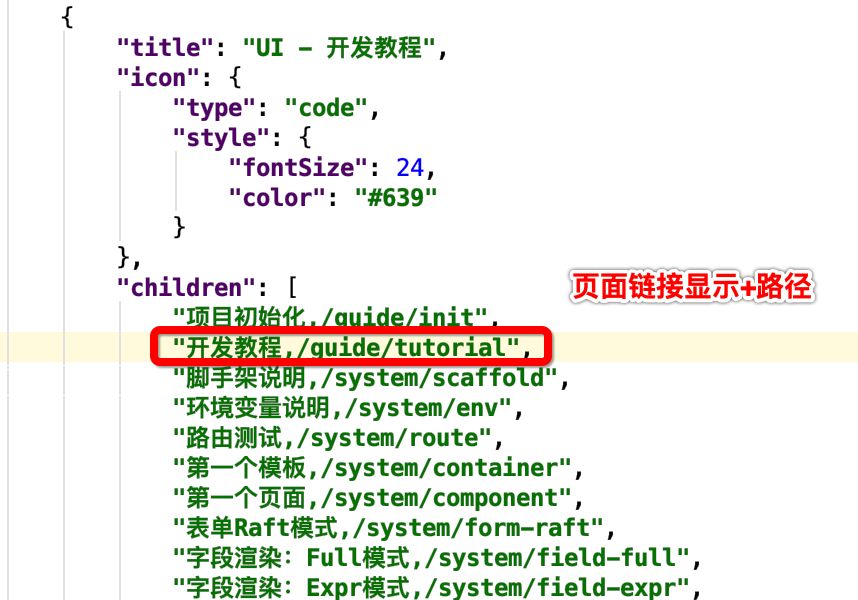 {
"title": "UI - 开发教程",
"icon": {
"type": "code",
"style": {
"fontSize": 24,
"color": "#639"
}
},
"children": [
页面链接显示+路径
"项目初始化,/guide/init",
"开发教程,/guide/tutorial",
"脚手架说明,/system/scaffold",
"环境变量说明,/system/env",
"路由测试,/system/route",
"第一个模板,/system/container",
"第一个页面,/system/component",
"表单Raft模式,/system/form-raft",
"字段渲染：Full模式,/system/field-full",
"字段渲染：Expr模式,/system/field-expr",